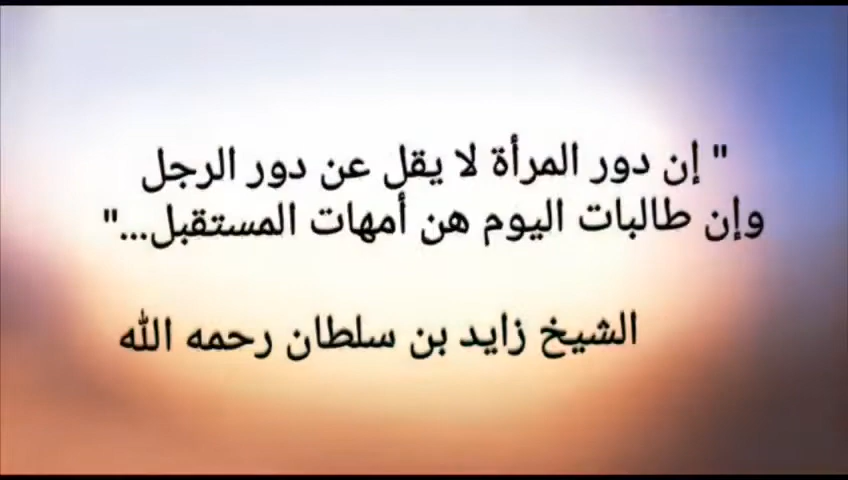 " إن دور المرأة لا يقل عن دور الرجل
وإن طالبات اليوم هن أمهات المستقبل..."
الشيخ زايد بن سلطان رحمه الله